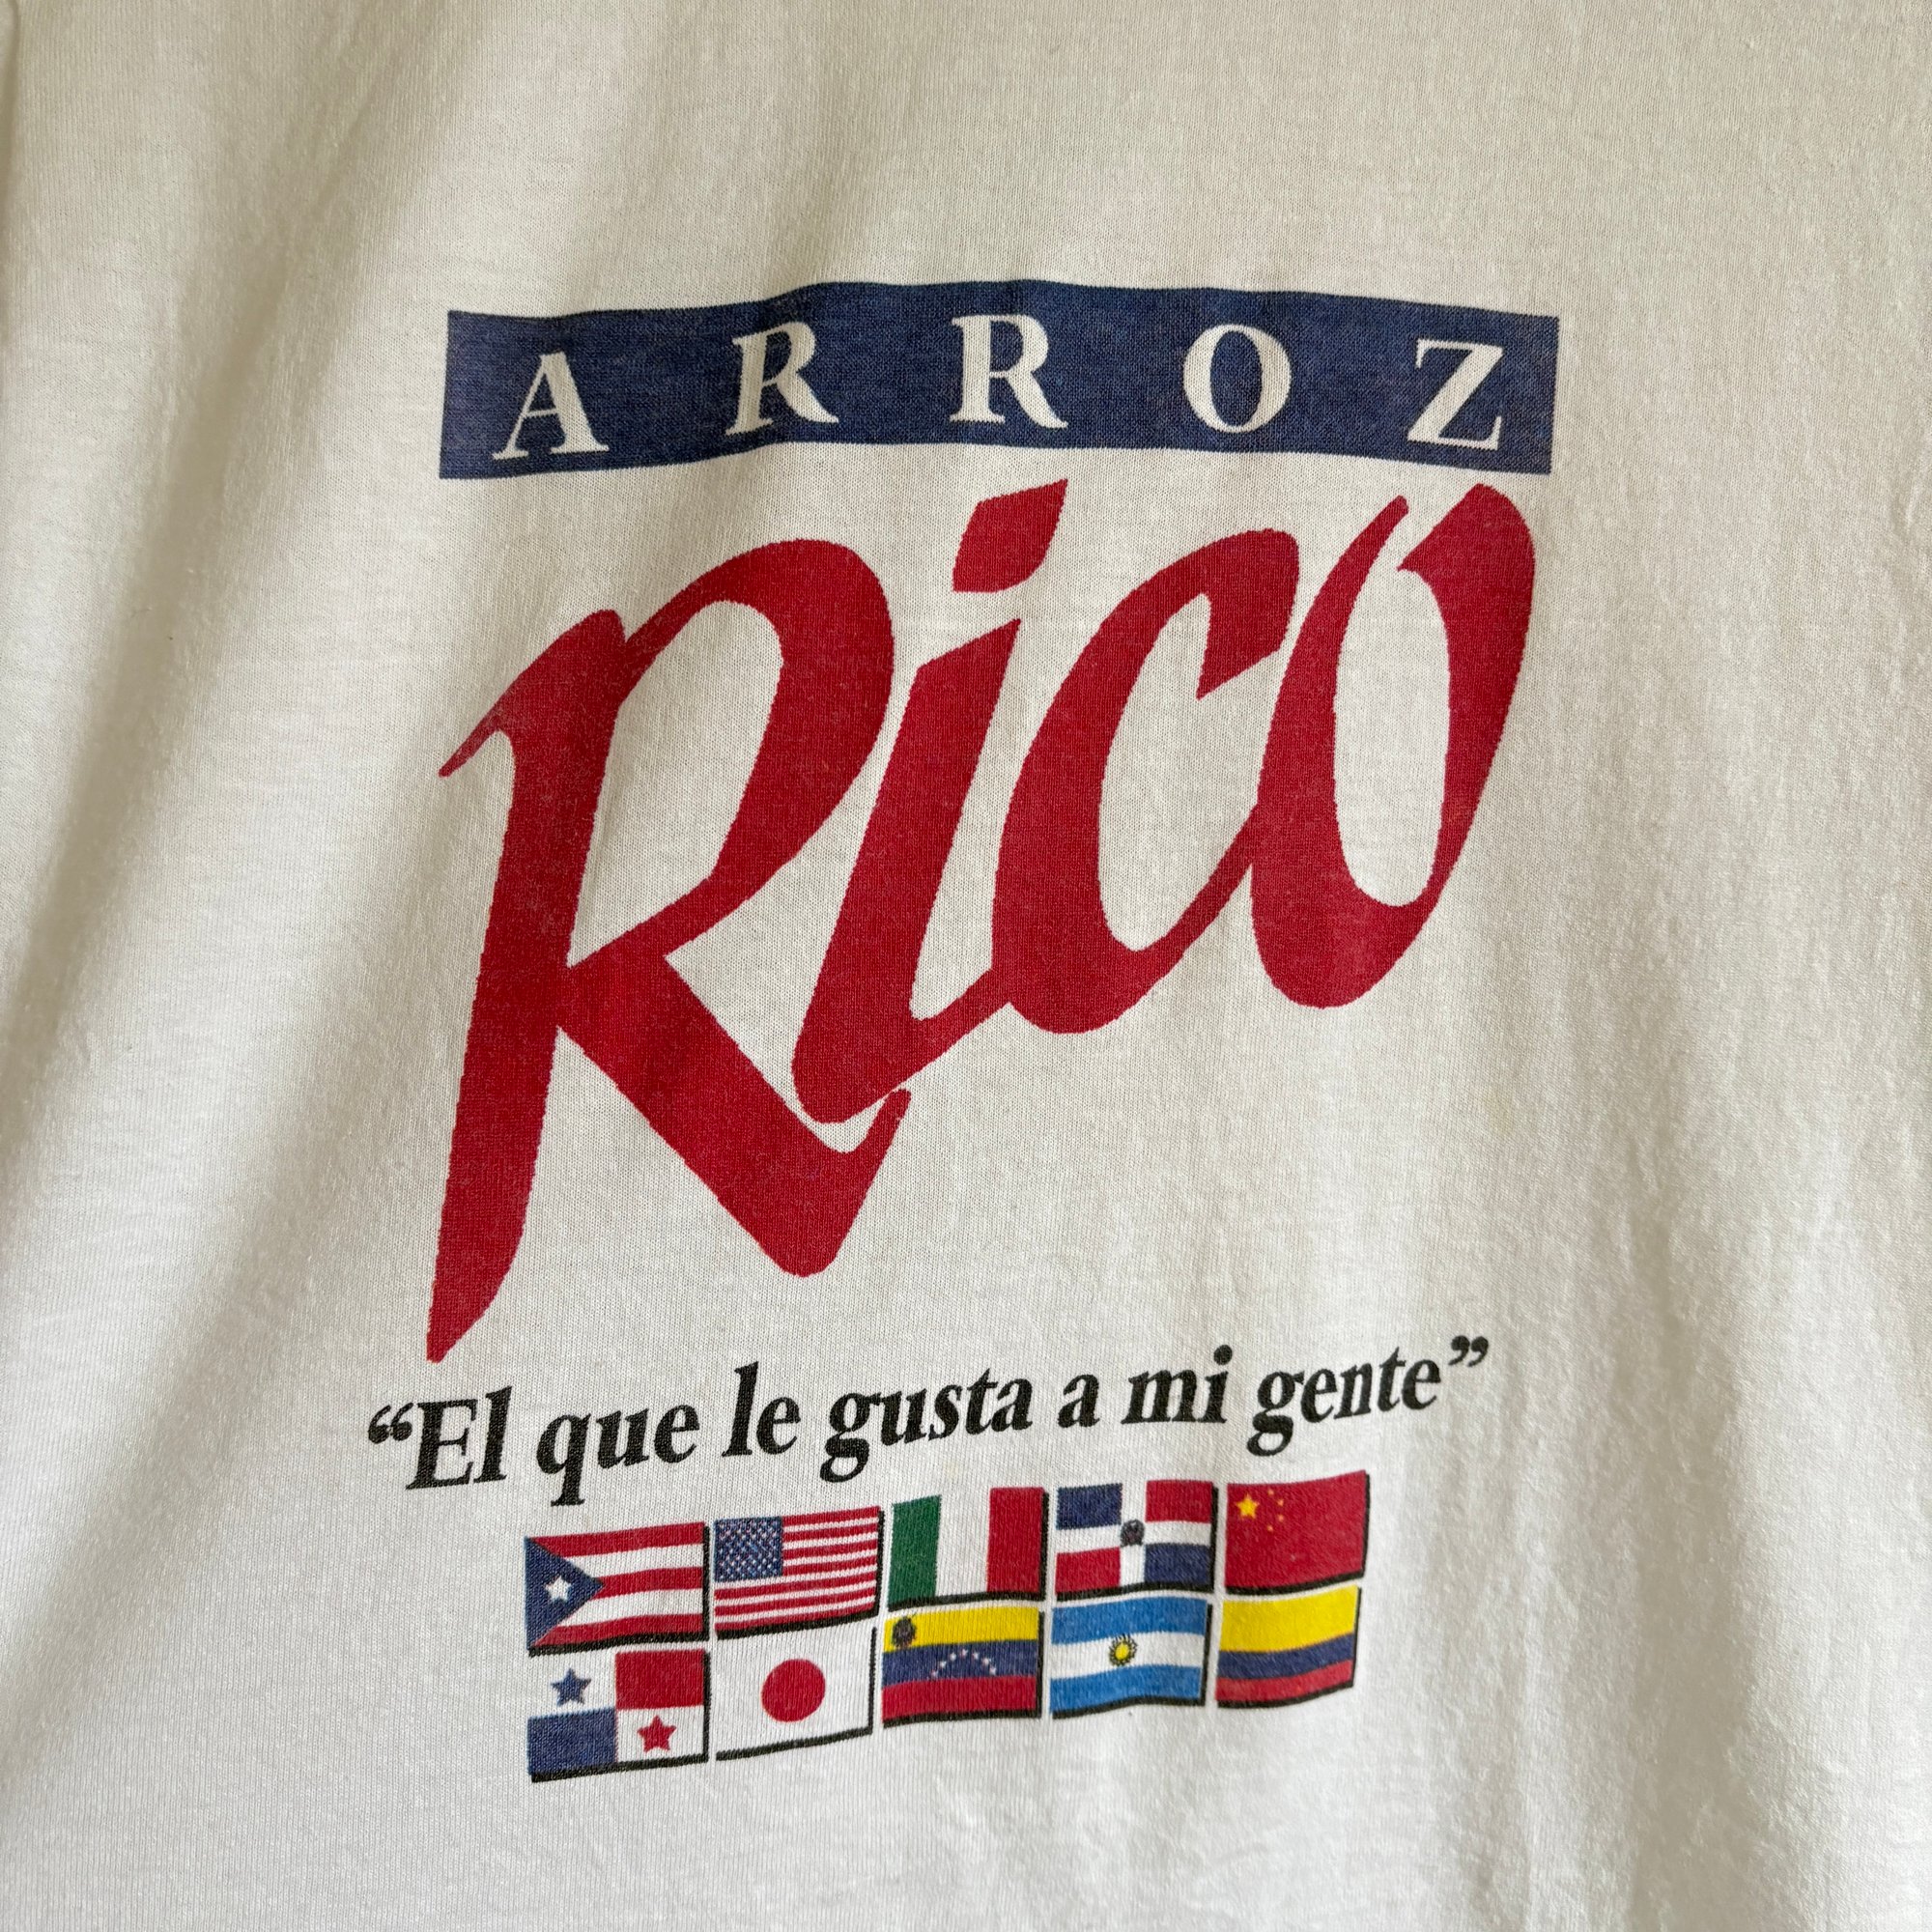 ARROZ
Rico
“El que le gusta a mi gente”